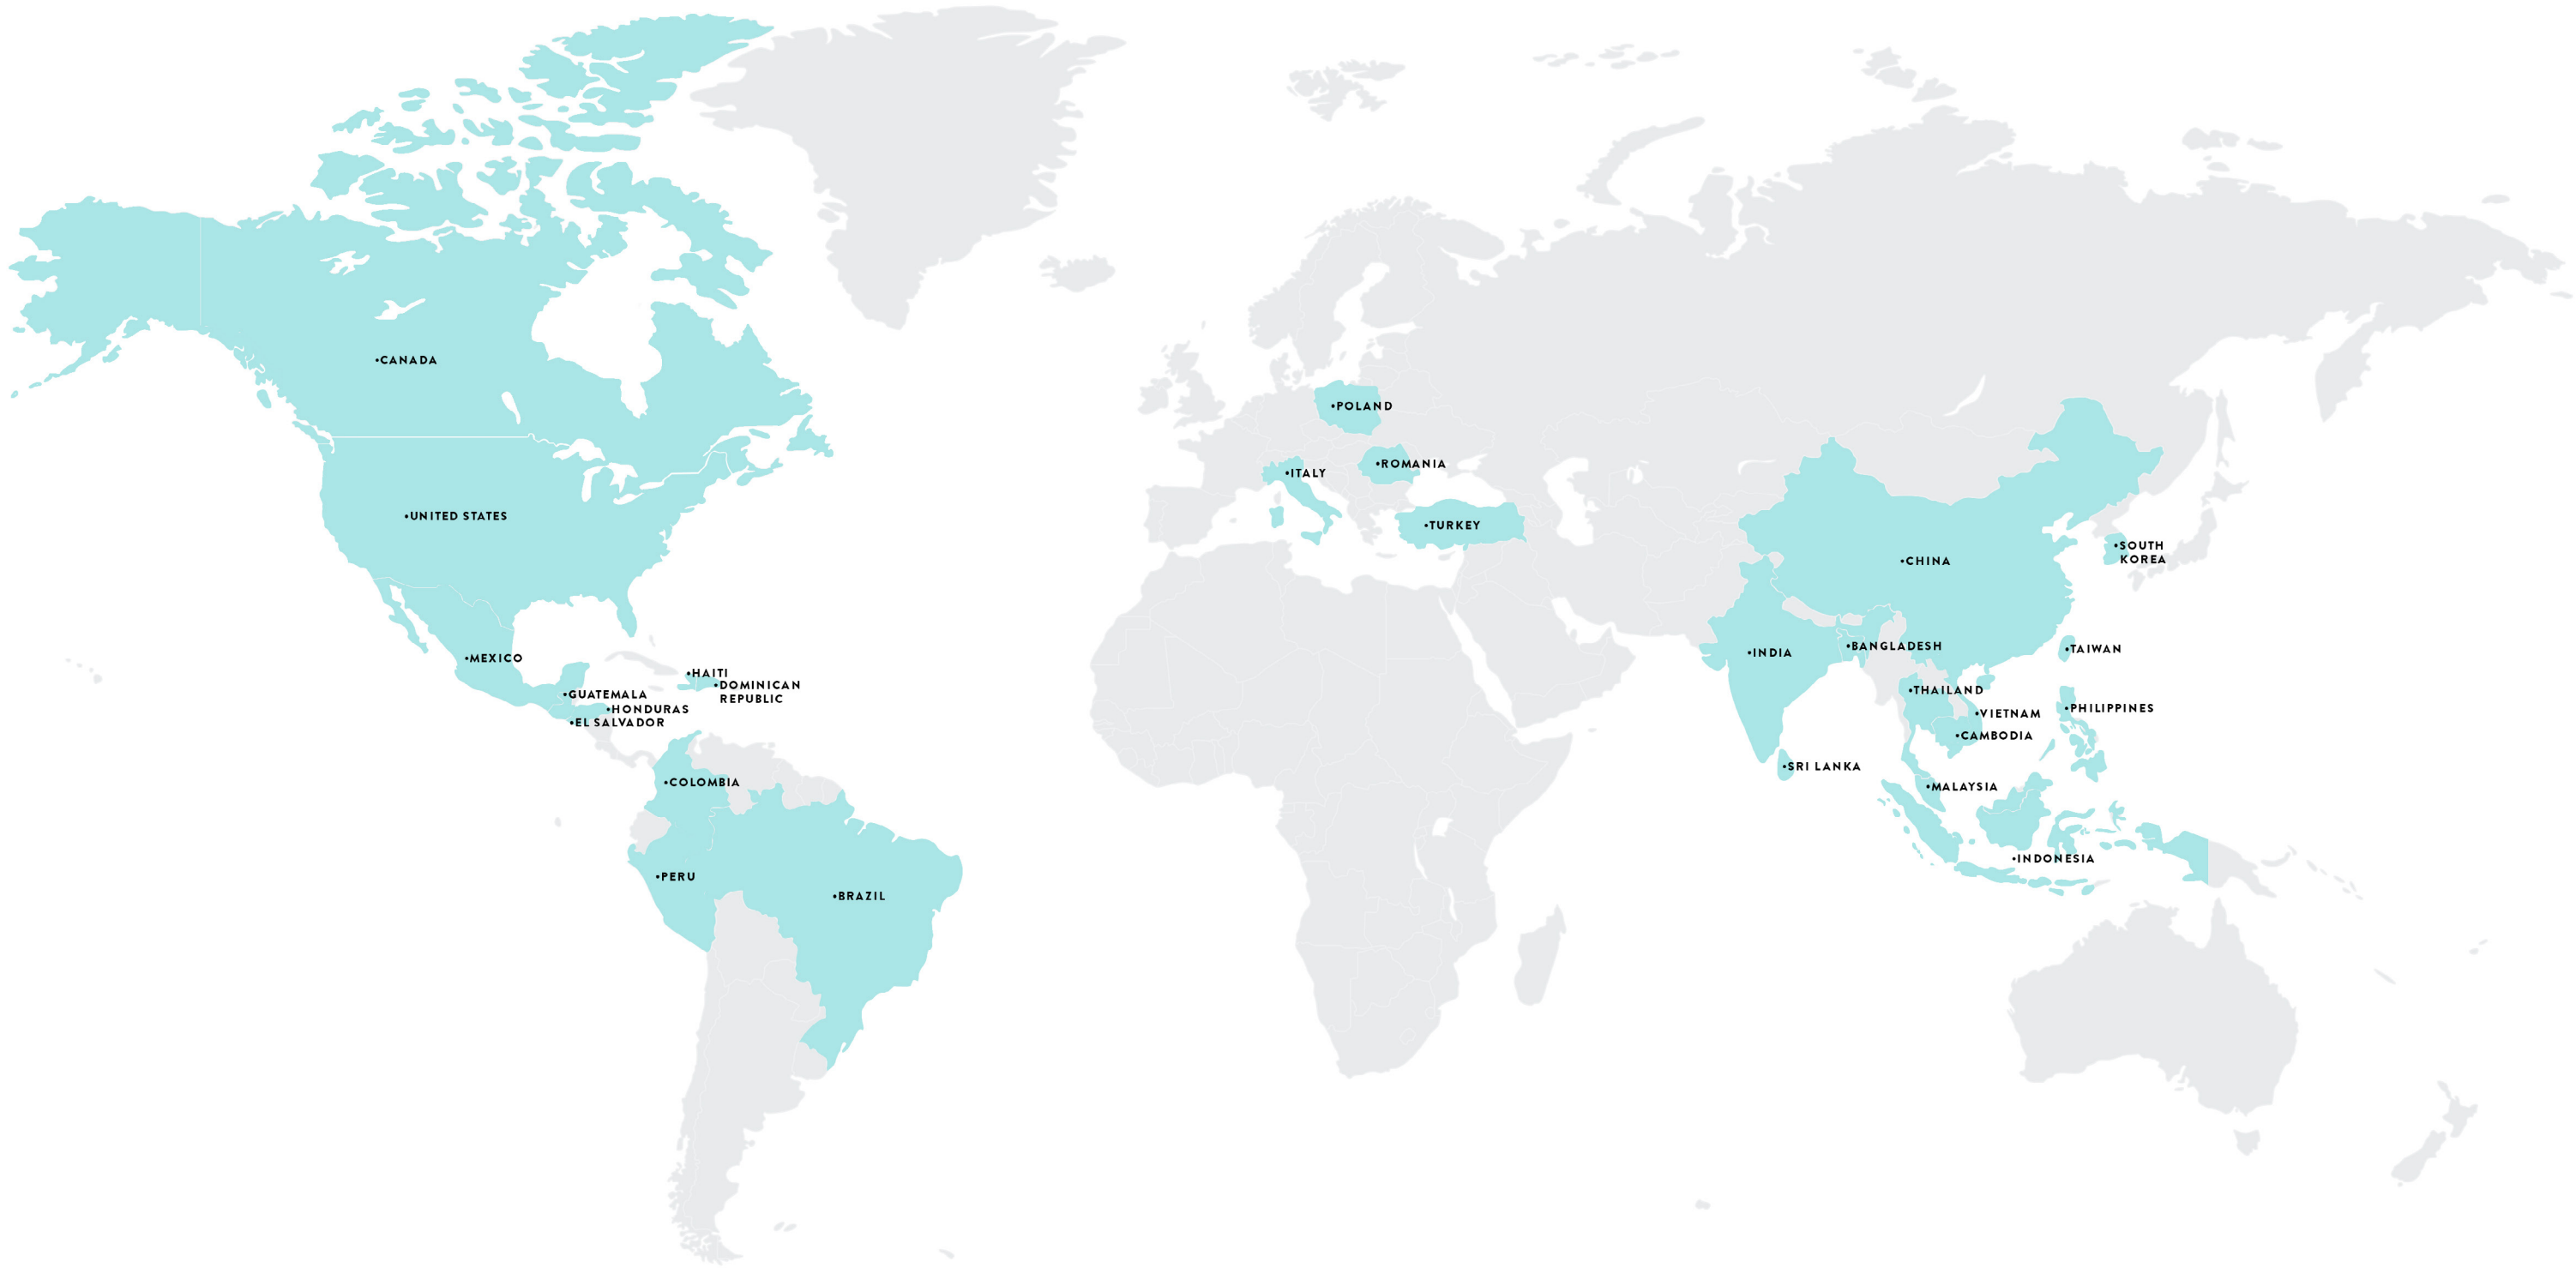 •CANADA
•UNITED STATES
•MEXICO
•GUATEMALA
•HONDURAS
•EL SALVADOR
•HAITI
•DOMINICAN
REPUBLIC
•COLOMBIA
•PERU
•BRAZIL
•POLAND
•ROMANIA
•ITALY
•TURKEY
•CHINA
•SOUTH
KOREA
•INDIA
•BANGLADESH
•TAIWAN
•THAILAND
•VIETNAM
•PHILIPPINES
•CAMBODIA
•SRI LANKA
•MALAYSIA
•INDONESIA